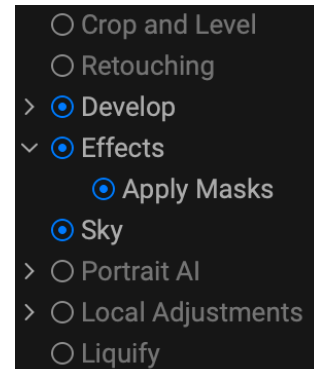 Crop and Level
Retouching
Develop
Effects
Apply Masks
Sky
Portrait AI
Local Adjustments
Liquify